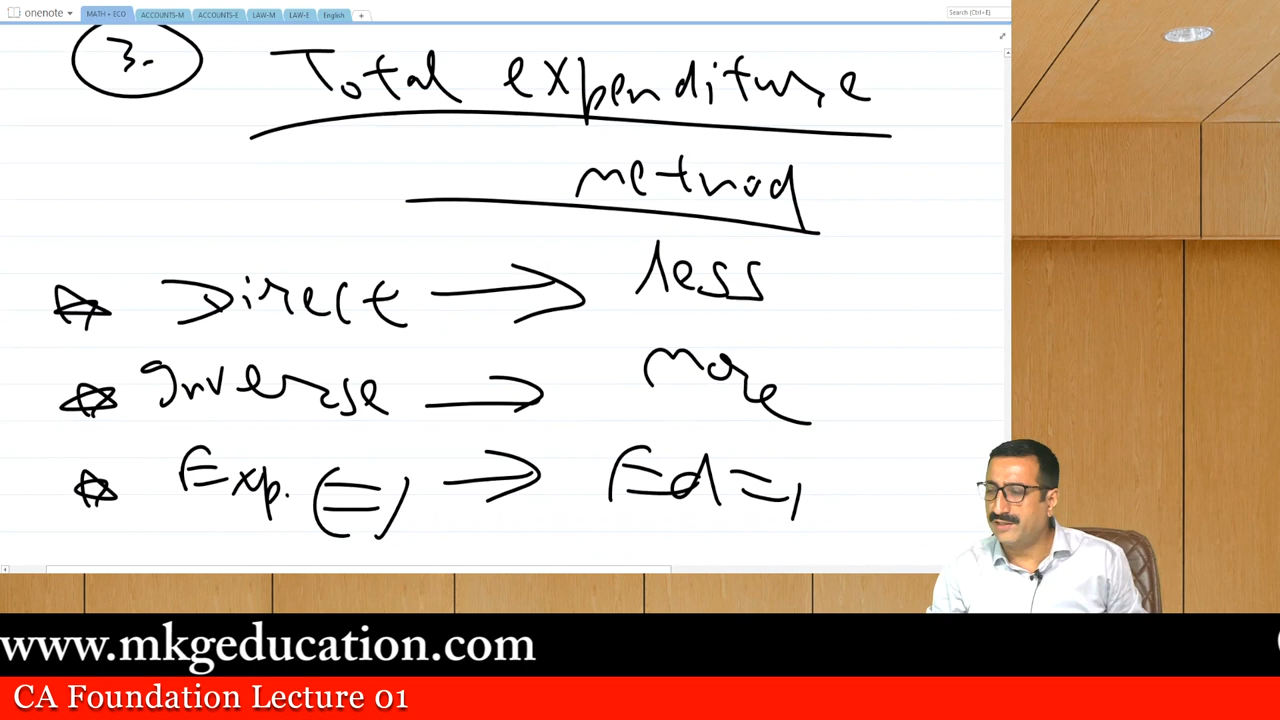 onenote
MATH + ECO
ACCOUNTS-M
ACCOUNTS-E
LAW-M
LAW-E
English
Search (Ctrl+E)
3.
Total expenditure
method
Direct ⟹ less
Inverse ⟹ more
Exp. (=) ⟹ Ed=1
www.mkgeducation.com
CA Foundation Lecture 01